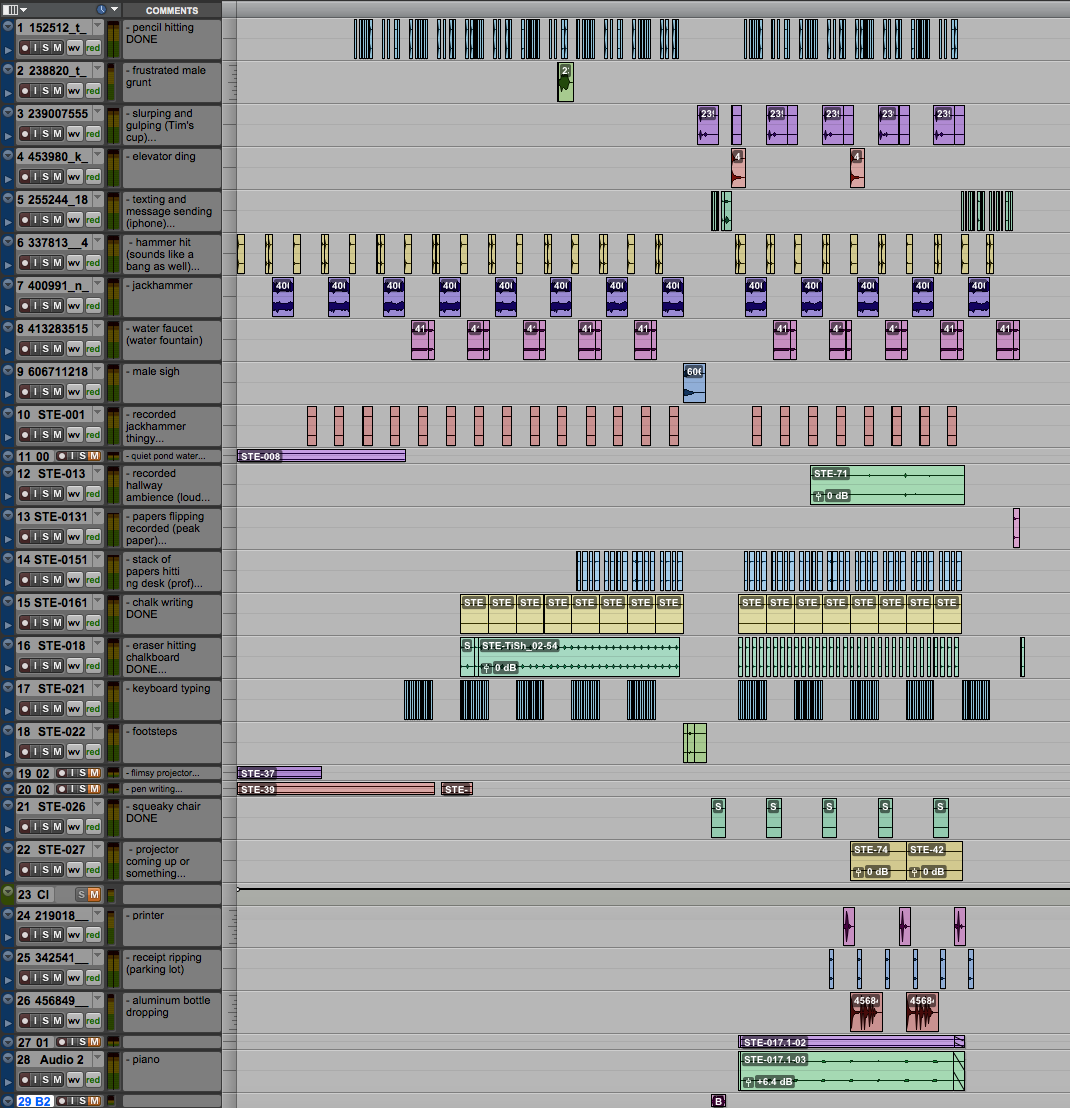 COMMENTS
1 152512_t_
- pencil hitting
DONE
I S M wv red
2 238820_t_
- frustrated male
grunt
I S M wv red
2
3 239007555
- slurping and
gulping (Tim's
cup)...
I S M wv red
23! 23! 23! 23! 23!
4 453980_k_
- elevator ding
I S M wv red
4 4
5 255244_18
- texting and
message sending
(iphone)...
I S M wv red
6 337813__4
- hammer hit
(sounds like a
bang as well)...
I S M wv red
7 400991_n_
- jackhammer
I S M wv red
40( 40( 40( 40( 40( 40( 40( 40( 40( 40( 40( 40( 40(
8 413283515
- water faucet
(water fountain)
I S M wv red
41 4 4 41 41 41 4 4 41 41
9 606711218
- male sigh
I S M wv red
606
10 STE-001
- recorded
jackhammer
thingy...
I S M wv red
11 00 I S M
- quiet pond water...
STE-008
12 STE-013
- recorded
hallway
ambience (loud...
I S M wv red
STE-71
0 dB
13 STE-0131
- papers flipping
recorded (peak
paper)...
I S M wv red
14 STE-0151
- stack of
papers hitti
ng desk (prof)...
I S M wv red
15 STE-0161
- chalk writing
DONE
I S M wv red
STE STE STE STE STE STE STE STE STE STE STE STE STE STE STE STE
16 STE-018
- eraser hitting
chalkboard
DONE...
I S M wv red
S STE-TiSh_02-54
0 dB
17 STE-021
- keyboard typing
I S M wv red
18 STE-022
- footsteps
I S M wv red
19 02 I S M
- flimsy projector...
STE-37
20 02 I S M
- pen writing...
STE-39 STE-
21 STE-026
- squeaky chair
DONE
I S M wv red
S S S S S
22 STE-027
- projector
coming up or
something...
I S M wv red
STE-74 STE-42
0 dB 0 dB
23 Cl S M
24 219018__
- printer
I S M wv red
25 342541__
- receipt ripping
(parking lot)
I S M wv red
26 456849__
- aluminum bottle
dropping
I S M wv red
4568 4568
27 01 I S M
STE-017.1-02
28 Audio 2
- piano
I S M wv red
STE-017.1-03
+6.4 dB
29 B2 I S M
B